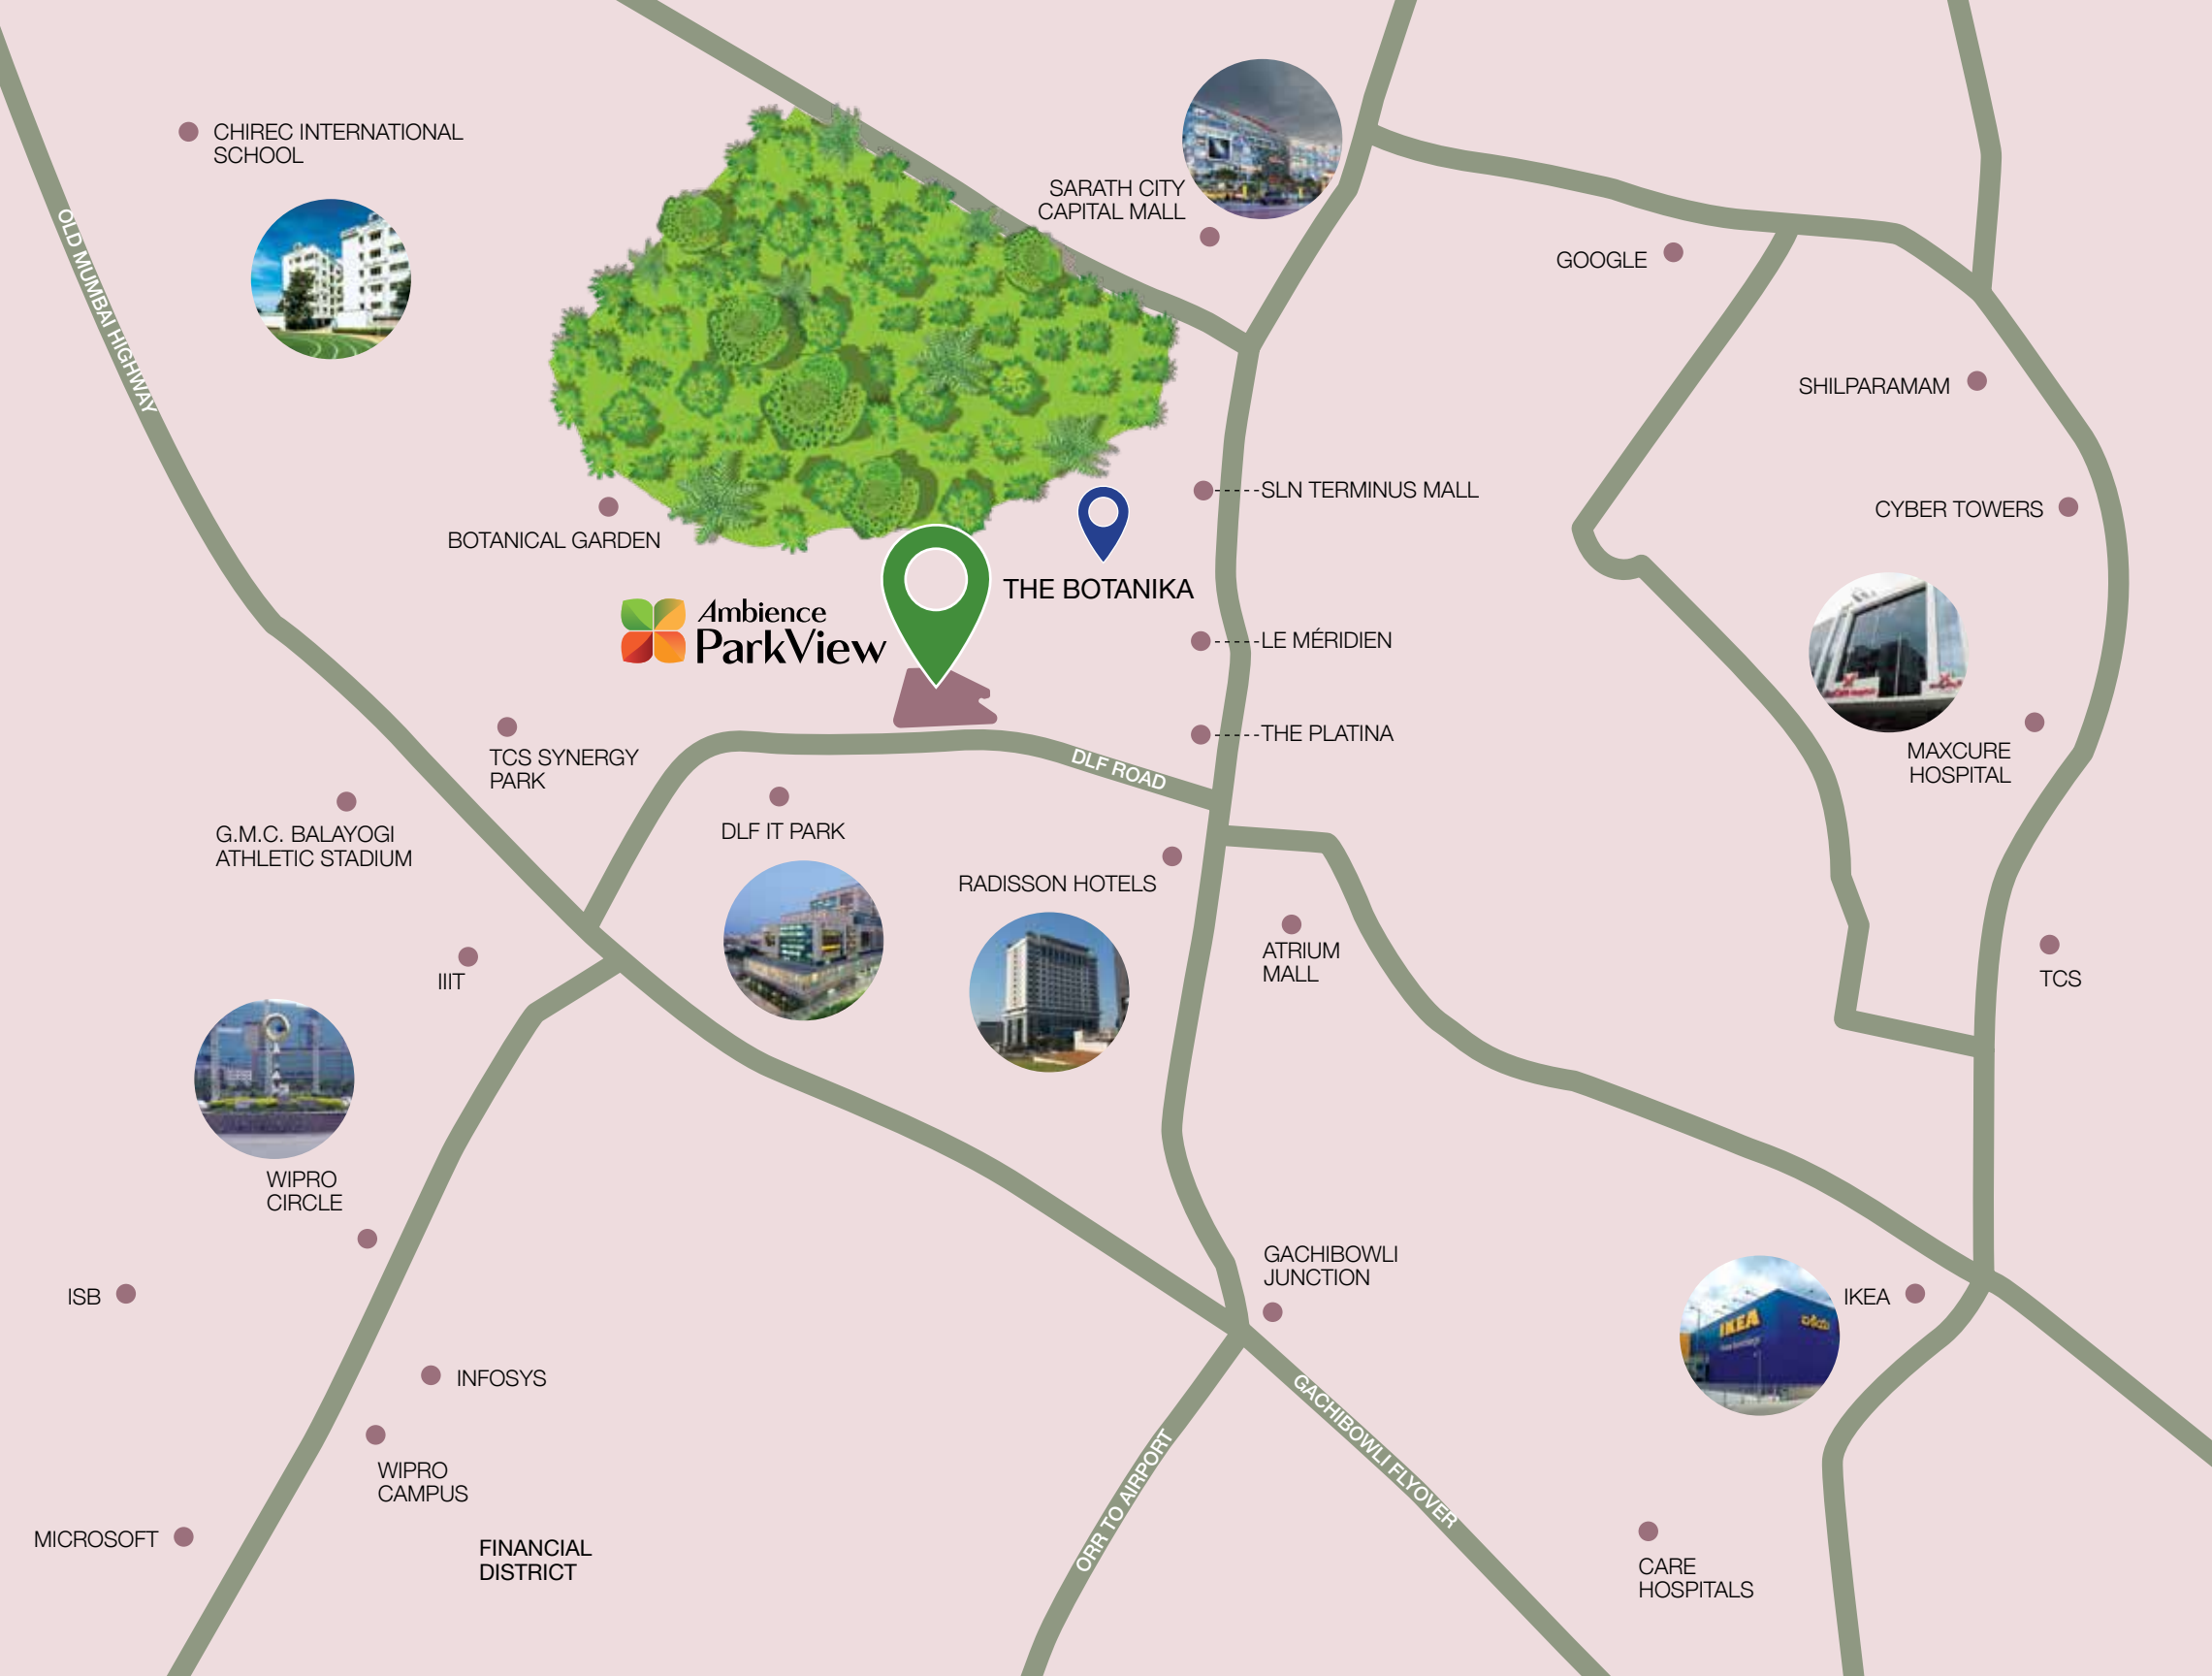 CHIREC INTERNATIONAL
SCHOOL
SARATH CITY
CAPITAL MALL
GOOGLE
OLD MUMBAI HIGHWAY
SHILPARAMAM
SLN TERMINUS MALL
CYBER TOWERS
BOTANICAL GARDEN
THE BOTANIKA
Ambience
ParkView
LE MÉRIDIEN
THE PLATINA
MAXCURE
HOSPITAL
TCS SYNERGY
PARK
DLF ROAD
G.M.C. BALAYOGI
ATHLETIC STADIUM
DLF IT PARK
RADISSON HOTELS
ATRIUM
MALL
IIIT
TCS
WIPRO
CIRCLE
GACHIBOWLI
JUNCTION
ISB
IKEA
IKEA
INFOSYS
GACHIBOWLI FLYOVER
WIPRO
CAMPUS
ORR TO AIRPORT
MICROSOFT
FINANCIAL
DISTRICT
CARE
HOSPITALS